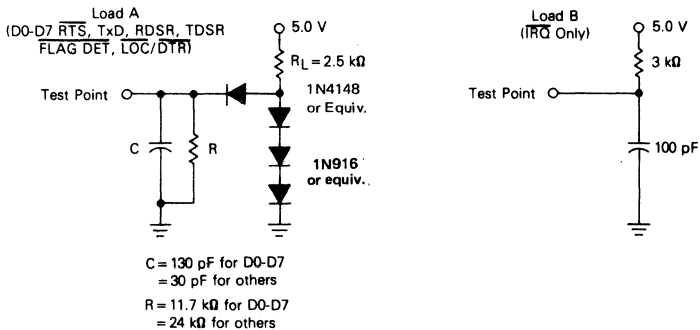 Load A
(D0-D7 RTS, TxD, RDSR, TDSR
FLAG DET, LOC/DTR)
5.0 V
RL = 2.5 kΩ
1N4148
or Equiv.
Test Point
C
R
1N916
or equiv.
C = 130 pF for D0-D7
= 30 pF for others
R = 11.7 kΩ for D0-D7
= 24 kΩ for others
Load B
(IRQ Only)
5.0 V
3 kΩ
Test Point
100 pF